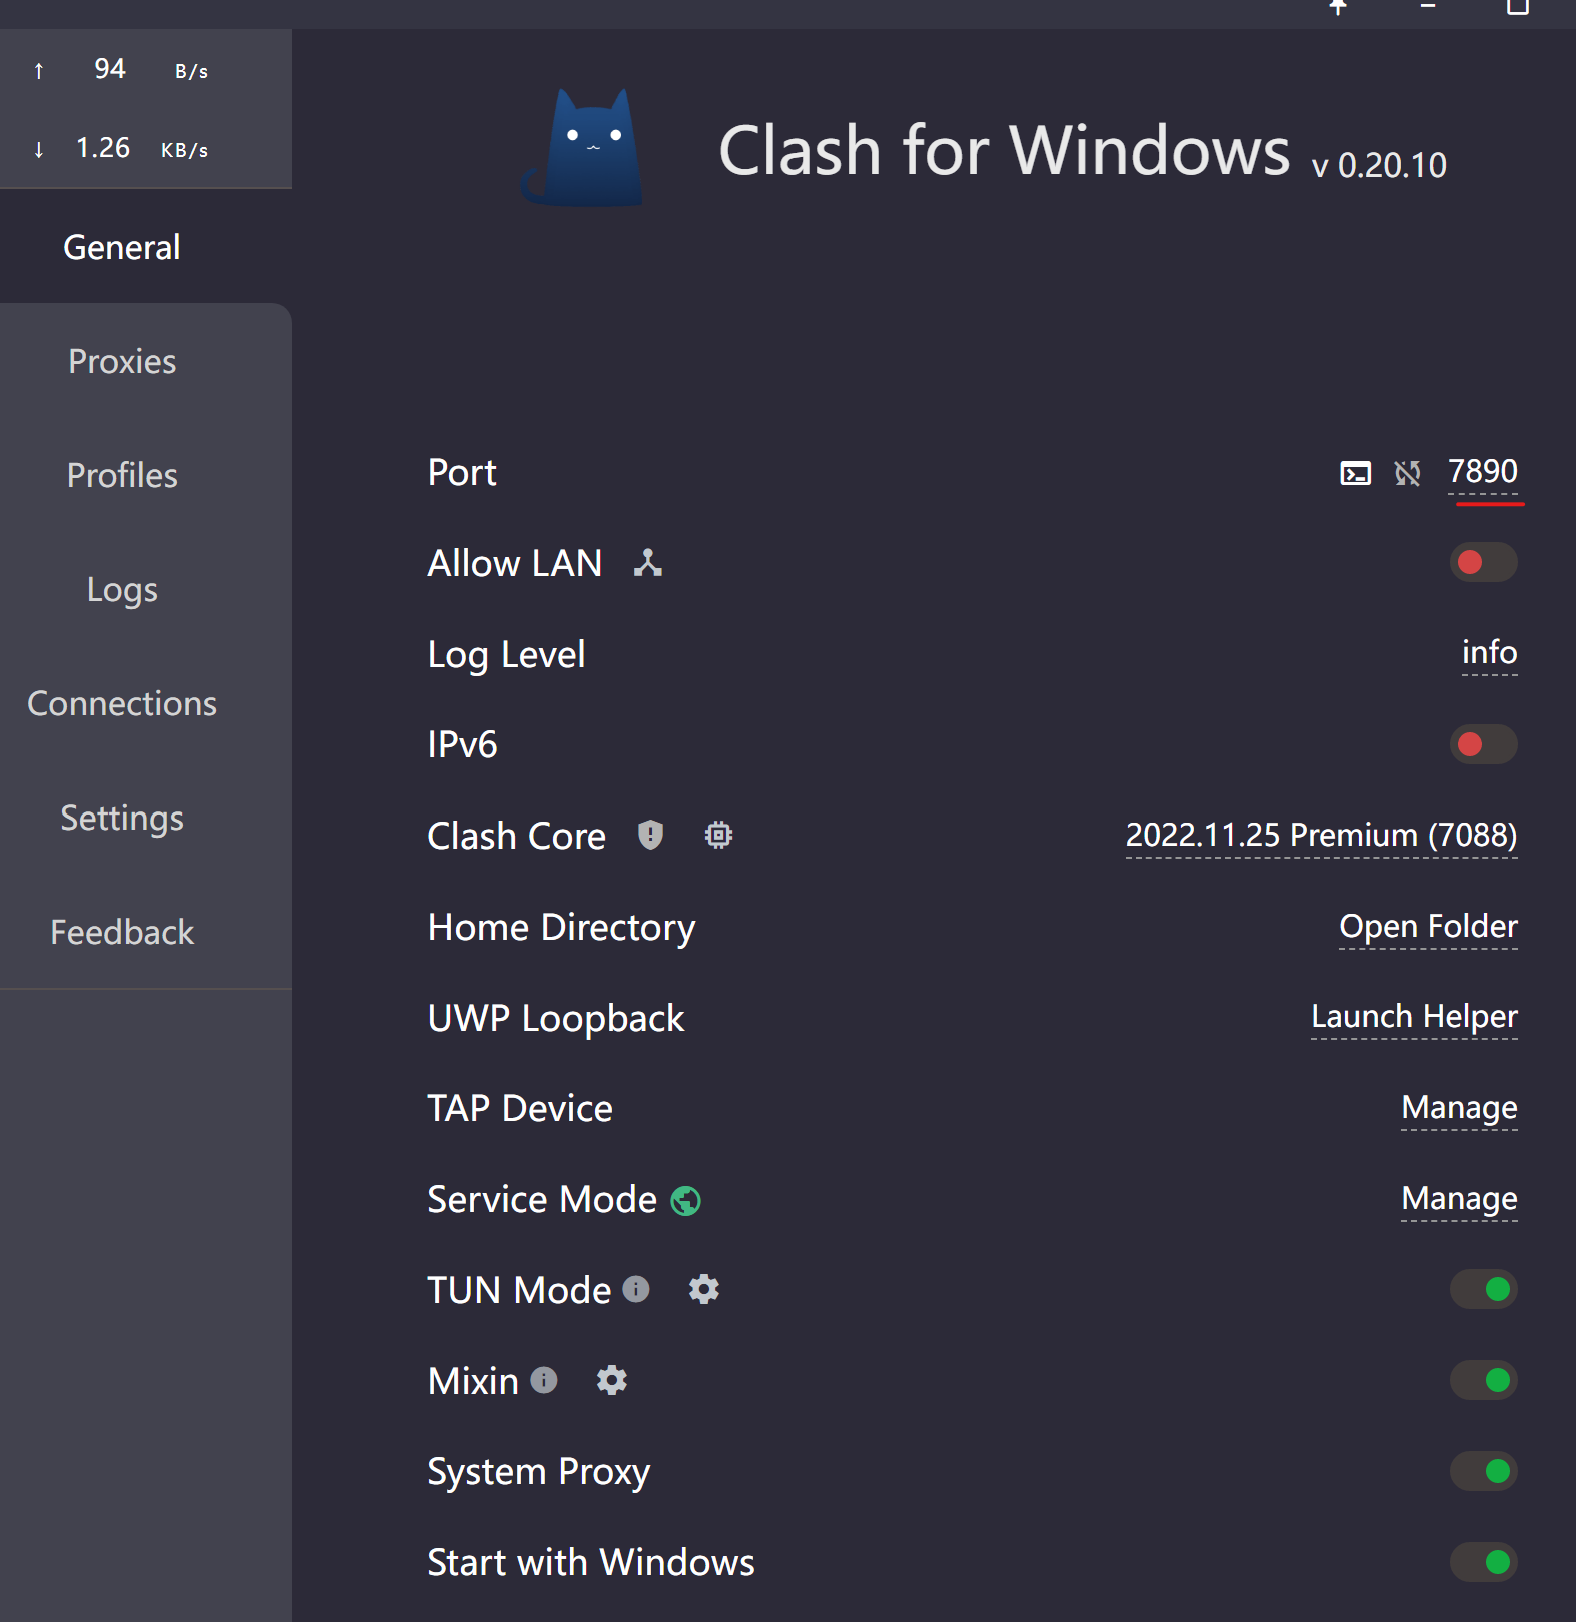 ↑ 94 B/s
↓ 1.26 KB/s
General
Proxies
Profiles
Logs
Connections
Settings
Feedback
Clash for Windows v 0.20.10
Port 7890
Allow LAN
Log Level info
IPv6
Clash Core 2022.11.25 Premium (7088)
Home Directory Open Folder
UWP Loopback Launch Helper
TAP Device Manage
Service Mode Manage
TUN Mode
Mixin
System Proxy
Start with Windows